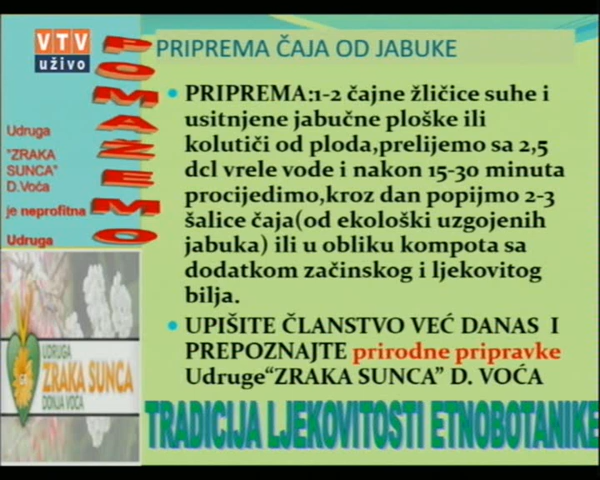 VTV
uživo
POMAŽEMO
Udruga
"ZRAKA
SUNCA"
D.Voća
je neprofitna
Udruga
UDRUGA
ZRAKA SUNCA
DONJA VOĆA
PRIPREMA ČAJA OD JABUKE
• PRIPREMA:1-2 čajne žličice suhe i
usitnjene jabučne ploške ili
kolutići od ploda,prelijemo sa 2,5
dcl vrele vode i nakon 15-30 minuta
procijedimo,kroz dan popijmo 2-3
šalice čaja(od ekološki uzgojenih
jabuka) ili u obliku kompota sa
dodatkom začinskog i ljekovitog
bilja.
• UPIŠITE ČLANSTVO VEĆ DANAS I
PREPOZNAJTE prirodne pripravke
Udruge“ZRAKA SUNCA” D. VOĆA
TRADICIJA LJEKOVITOSTI ETNOBOTANIKE